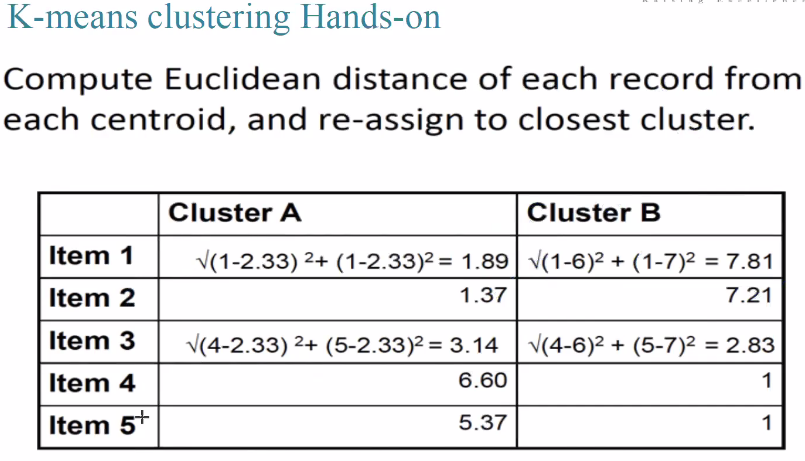 K-means clustering Hands-on
Compute Euclidean distance of each record from
each centroid, and re-assign to closest cluster.
Cluster A Cluster B
Item 1 √(1-2.33) ²+ (1-2.33)² = 1.89 √(1-6)² + (1-7)² = 7.81
Item 2 1.37 7.21
Item 3 √(4-2.33) ²+ (5-2.33)² = 3.14 √(4-6)² + (5-7)² = 2.83
Item 4 6.60 1
Item 5 5.37 1